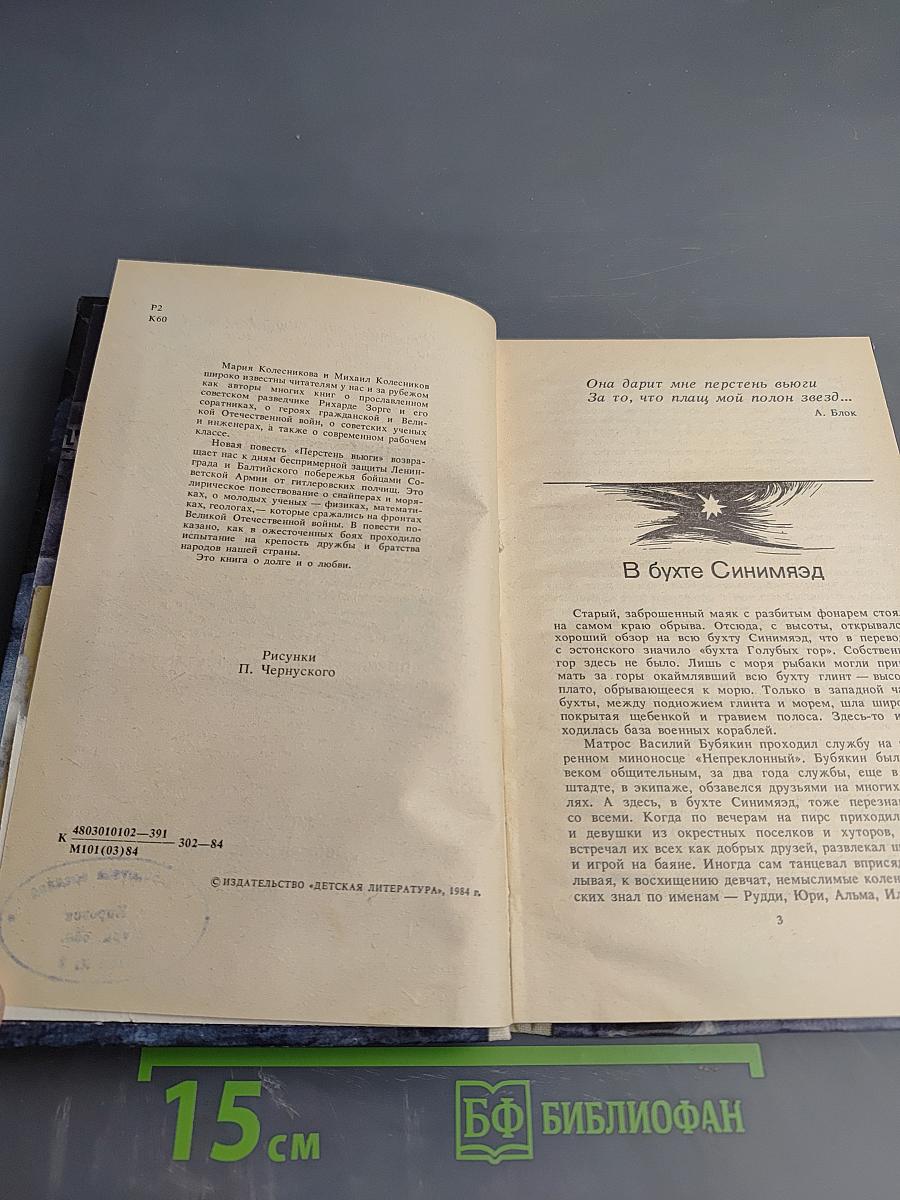 Р2
К60
Мария Колесникова и Михаил Колесников
широко известны читателям у нас и за рубежом
как авторы многих книг о прославленном
советском разведчике Рихарде Зорге и его
соратниках, о героях гражданской и Вели-
кой Отечественной войн, о советских ученых
и инженерах, а также о современном рабочем
классе.
Новая повесть «Перстень вьюги» возвра-
щает нас к дням беспримерной защиты Ленин-
града и Балтийского побережья бойцами Со-
ветской Армии от гитлеровских полчищ. Это
лирическое повествование о снайперах и моря-
ках, о молодых ученых — физиках, математи-
ках, геологах,— которые сражались на фронтах
Великой Отечественной войны. В повести по-
казано, как в ожесточенных боях проходило
испытание на крепость дружбы и братства
народов нашей страны.
Это книга о долге и о любви.
Рисунки
П. Чернуского
К 4803010102—391 302—84
М101(03)84
© ИЗДАТЕЛЬСТВО «ДЕТСКАЯ ЛИТЕРАТУРА», 1984 г.
Она дарит мне перстень вьюги
За то, что плащ мой полон звезд...
А. Блок
В бухте Синимяэд
Старый, заброшенный маяк с разбитым фонарем стоя
на самом краю обрыва. Отсюда, с высоты, открывалс
хороший обзор на всю бухту Синимяэд, что в перевод
с эстонского значило «бухта Голубых гор». Собствен
гор здесь не было. Лишь с моря рыбаки могли при
мать за горы окаймлявший всю бухту глинт — высо
плато, обрывающееся к морю. Только в западной ча
бухты, между подножием глинта и морем, шла широ
покрытая щебенкой и гравием полоса. Здесь-то и
ходилась база военных кораблей.
Матрос Василий Бубякин проходил службу на
ренном миноносце «Непреклонный». Бубякин был
веком общительным, за два года службы, еще в
штадте, в экипаже, обзавелся друзьями на многих
лях. А здесь, в бухте Синимяэд, тоже перезна
со всеми. Когда по вечерам на пирс приходил
и девушки из окрестных поселков и хуторов,
встречал их всех как добрых друзей, развлекал ш
и игрой на баяне. Иногда сам танцевал вприсяд
лывая, к восхищению девчат, немыслимые колен
ских знал по именам — Рудди, Юри, Альма, Ил
3
15 см
БФ БИБЛИОФАН